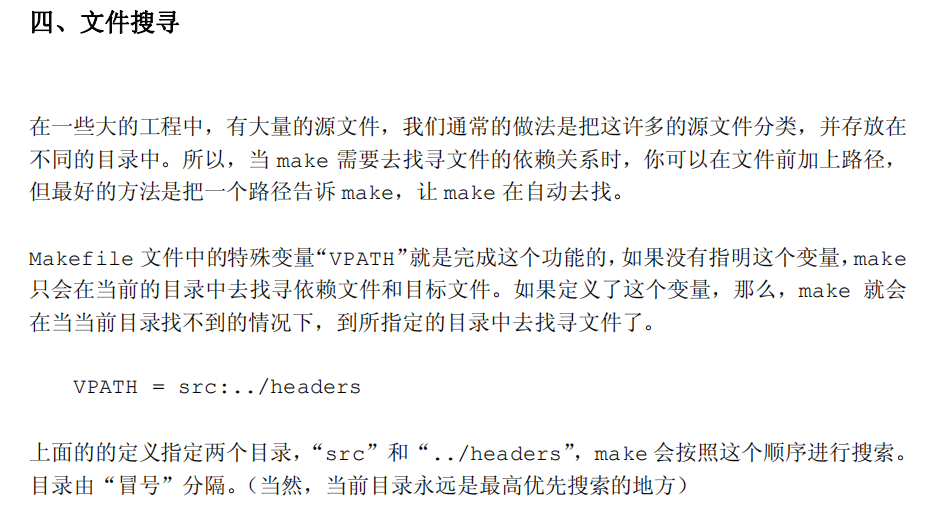 四、文件搜寻
在一些大的工程中，有大量的源文件，我们通常的做法是把这许多的源文件分类，并存放在
不同的目录中。所以，当 make 需要去找寻文件的依赖关系时，你可以在文件前加上路径，
但最好的方法是把一个路径告诉 make，让 make 在自动去找。
Makefile 文件中的特殊变量“VPATH”就是完成这个功能的，如果没有指明这个变量，make
只会在当前的目录中去找寻依赖文件和目标文件。如果定义了这个变量，那么，make 就会
在当当前目录找不到的情况下，到所指定的目录中去找寻文件了。
VPATH = src:../headers
上面的的定义指定两个目录，“src”和“../headers”，make 会按照这个顺序进行搜索。
目录由“冒号”分隔。（当然，当前目录永远是最高优先搜索的地方）